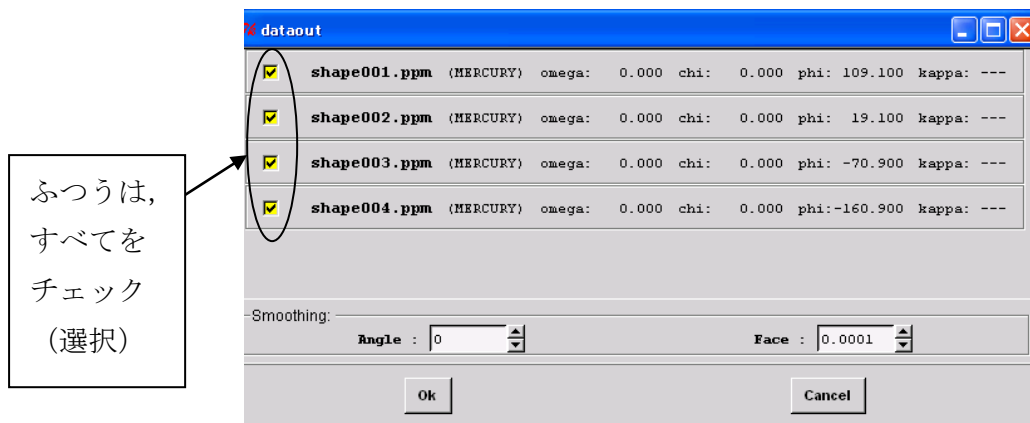 dataout
shape001.ppm (MERCURY) omega: 0.000 chi: 0.000 phi: 109.100 kappa: ---
shape002.ppm (MERCURY) omega: 0.000 chi: 0.000 phi: 19.100 kappa: ---
shape003.ppm (MERCURY) omega: 0.000 chi: 0.000 phi: -70.900 kappa: ---
shape004.ppm (MERCURY) omega: 0.000 chi: 0.000 phi:-160.900 kappa: ---
ふつうは,
すべてを
チェック
(選択)
Smoothing:
Angle : 0 Face : 0.0001
Ok Cancel